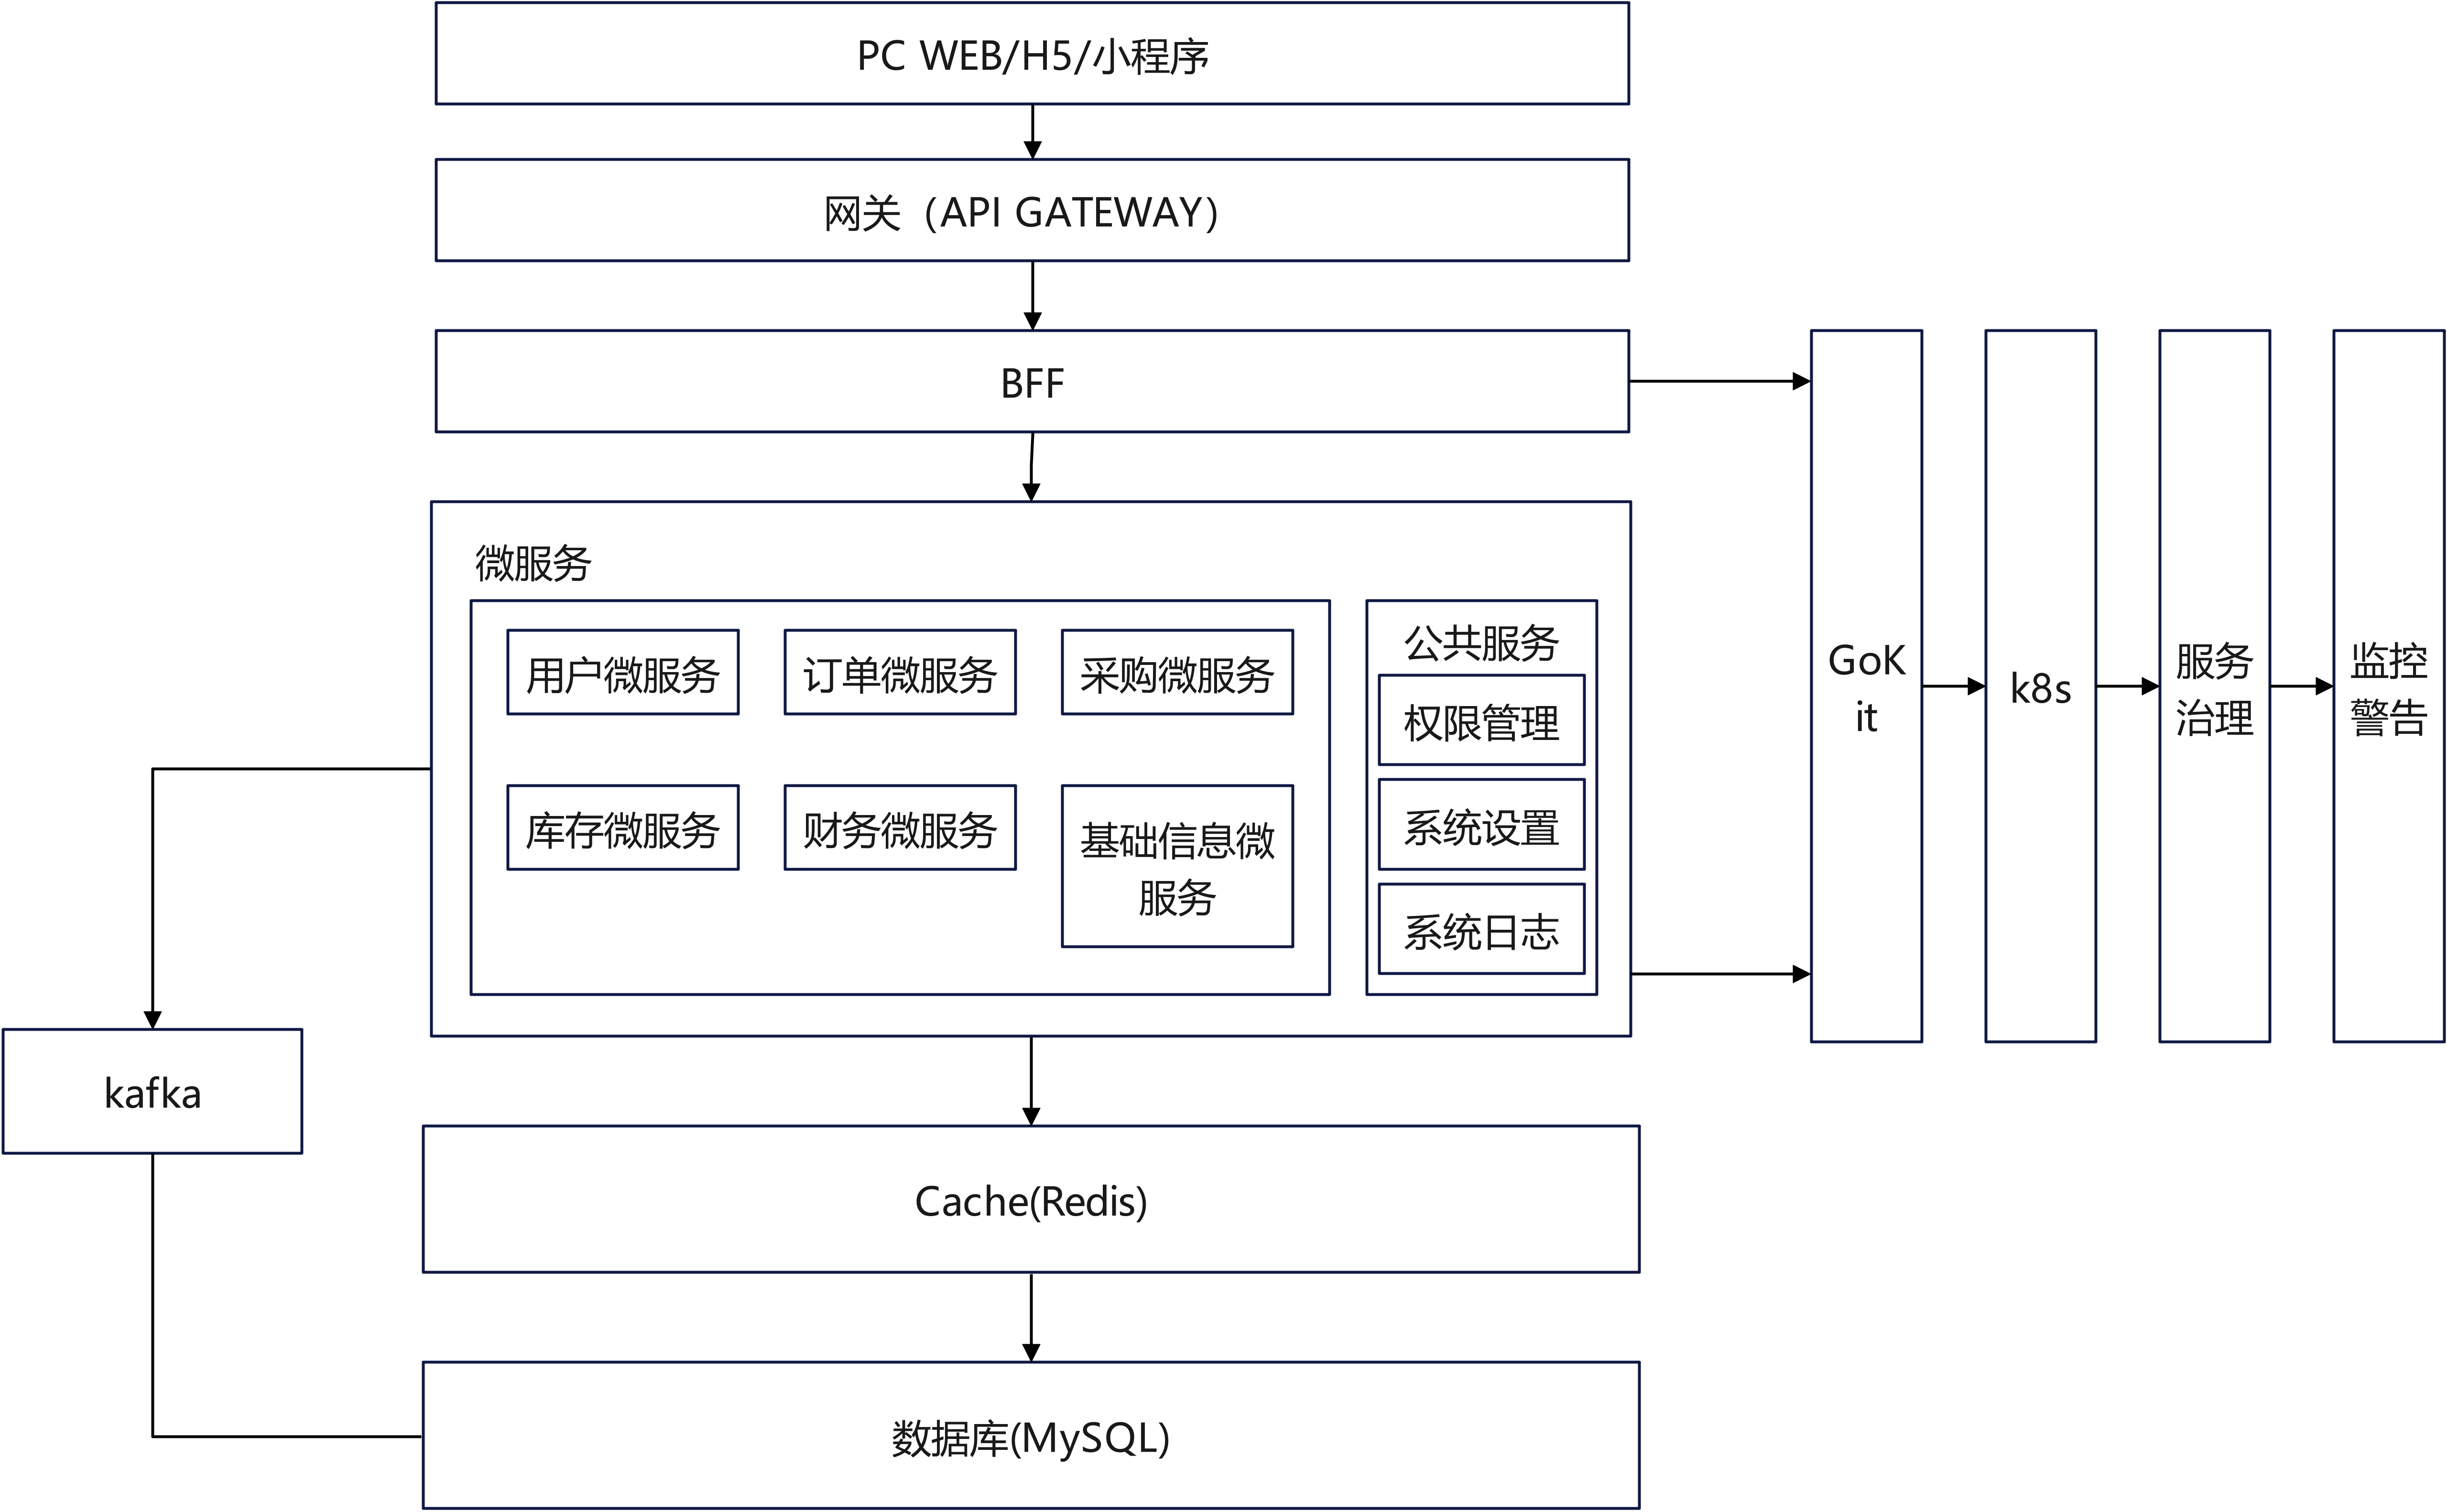 PC WEB/H5/小程序
网关（API GATEWAY）
BFF
微服务
用户微服务
订单微服务
采购微服务
库存微服务
财务微服务
基础信息微
服务
公共服务
权限管理
系统设置
系统日志
GoK
it
k8s
服务
治理
监控
警告
kafka
Cache(Redis)
数据库(MySQL)